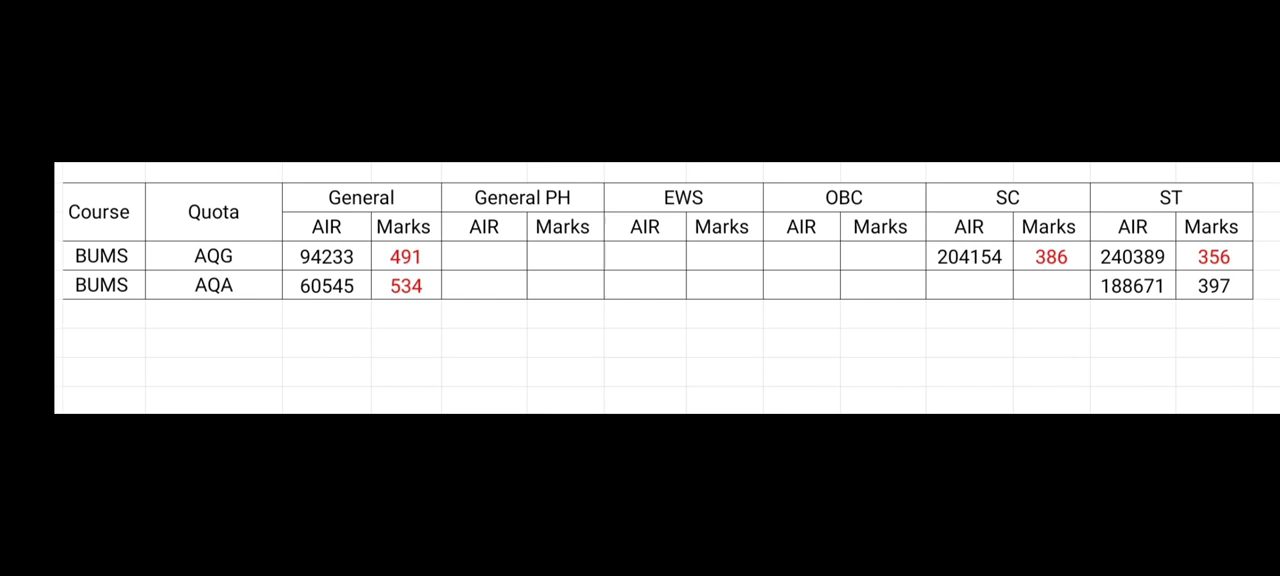 Course Quota General General PH EWS OBC SC ST
AIR Marks AIR Marks AIR Marks AIR Marks AIR Marks AIR Marks
BUMS AQG 94233 491 204154 386 240389 356
BUMS AQA 60545 534 188671 397